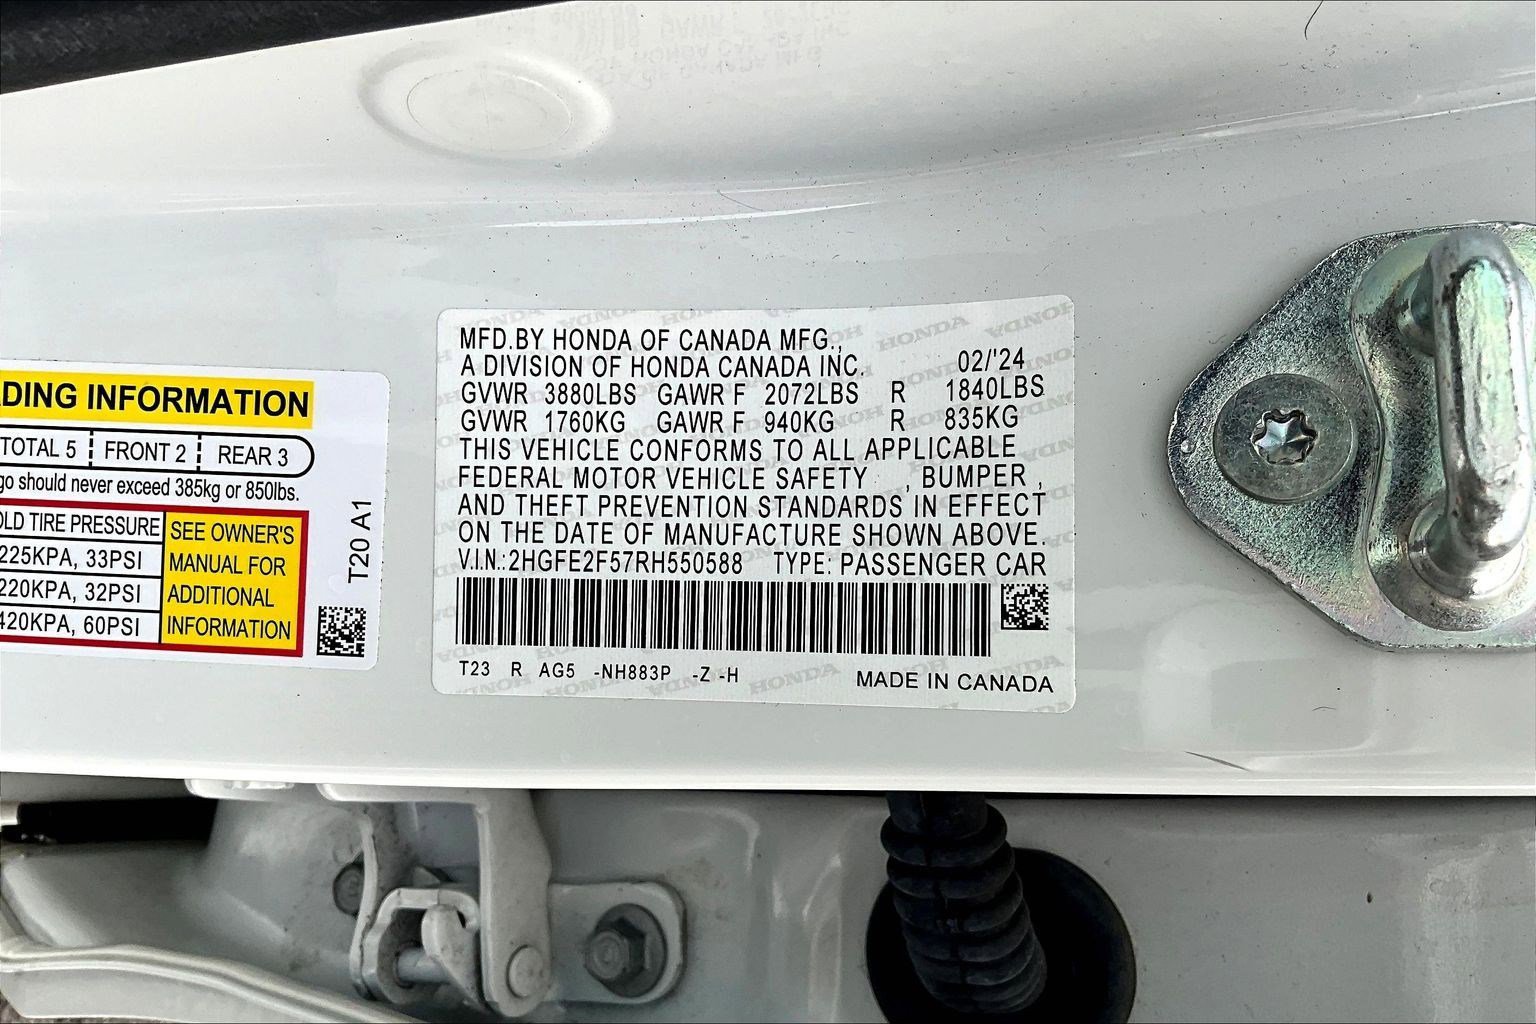 ADING INFORMATION
TOTAL 5 FRONT 2 REAR 3
go should never exceed 385kg or 850lbs.
OLD TIRE PRESSURE
225KPA, 33PSI
220KPA, 32PSI
420KPA, 60PSI
SEE OWNER'S
MANUAL FOR
ADDITIONAL
INFORMATION
T20 A1
MFD.BY HONDA OF CANADA MFG.,
A DIVISION OF HONDA CANADA INC. 02/'24
GVWR 3880LBS GAWR F 2072LBS R 1840LBS
GVWR 1760KG GAWR F 940KG R 835KG
THIS VEHICLE CONFORMS TO ALL APPLICABLE
FEDERAL MOTOR VEHICLE SAFETY , BUMPER ,
AND THEFT PREVENTION STANDARDS IN EFFECT
ON THE DATE OF MANUFACTURE SHOWN ABOVE.
V.I.N.:2HGFE2F57RH550588 TYPE: PASSENGER CAR
T23 R AG5 -NH883P -Z -H
MADE IN CANADA